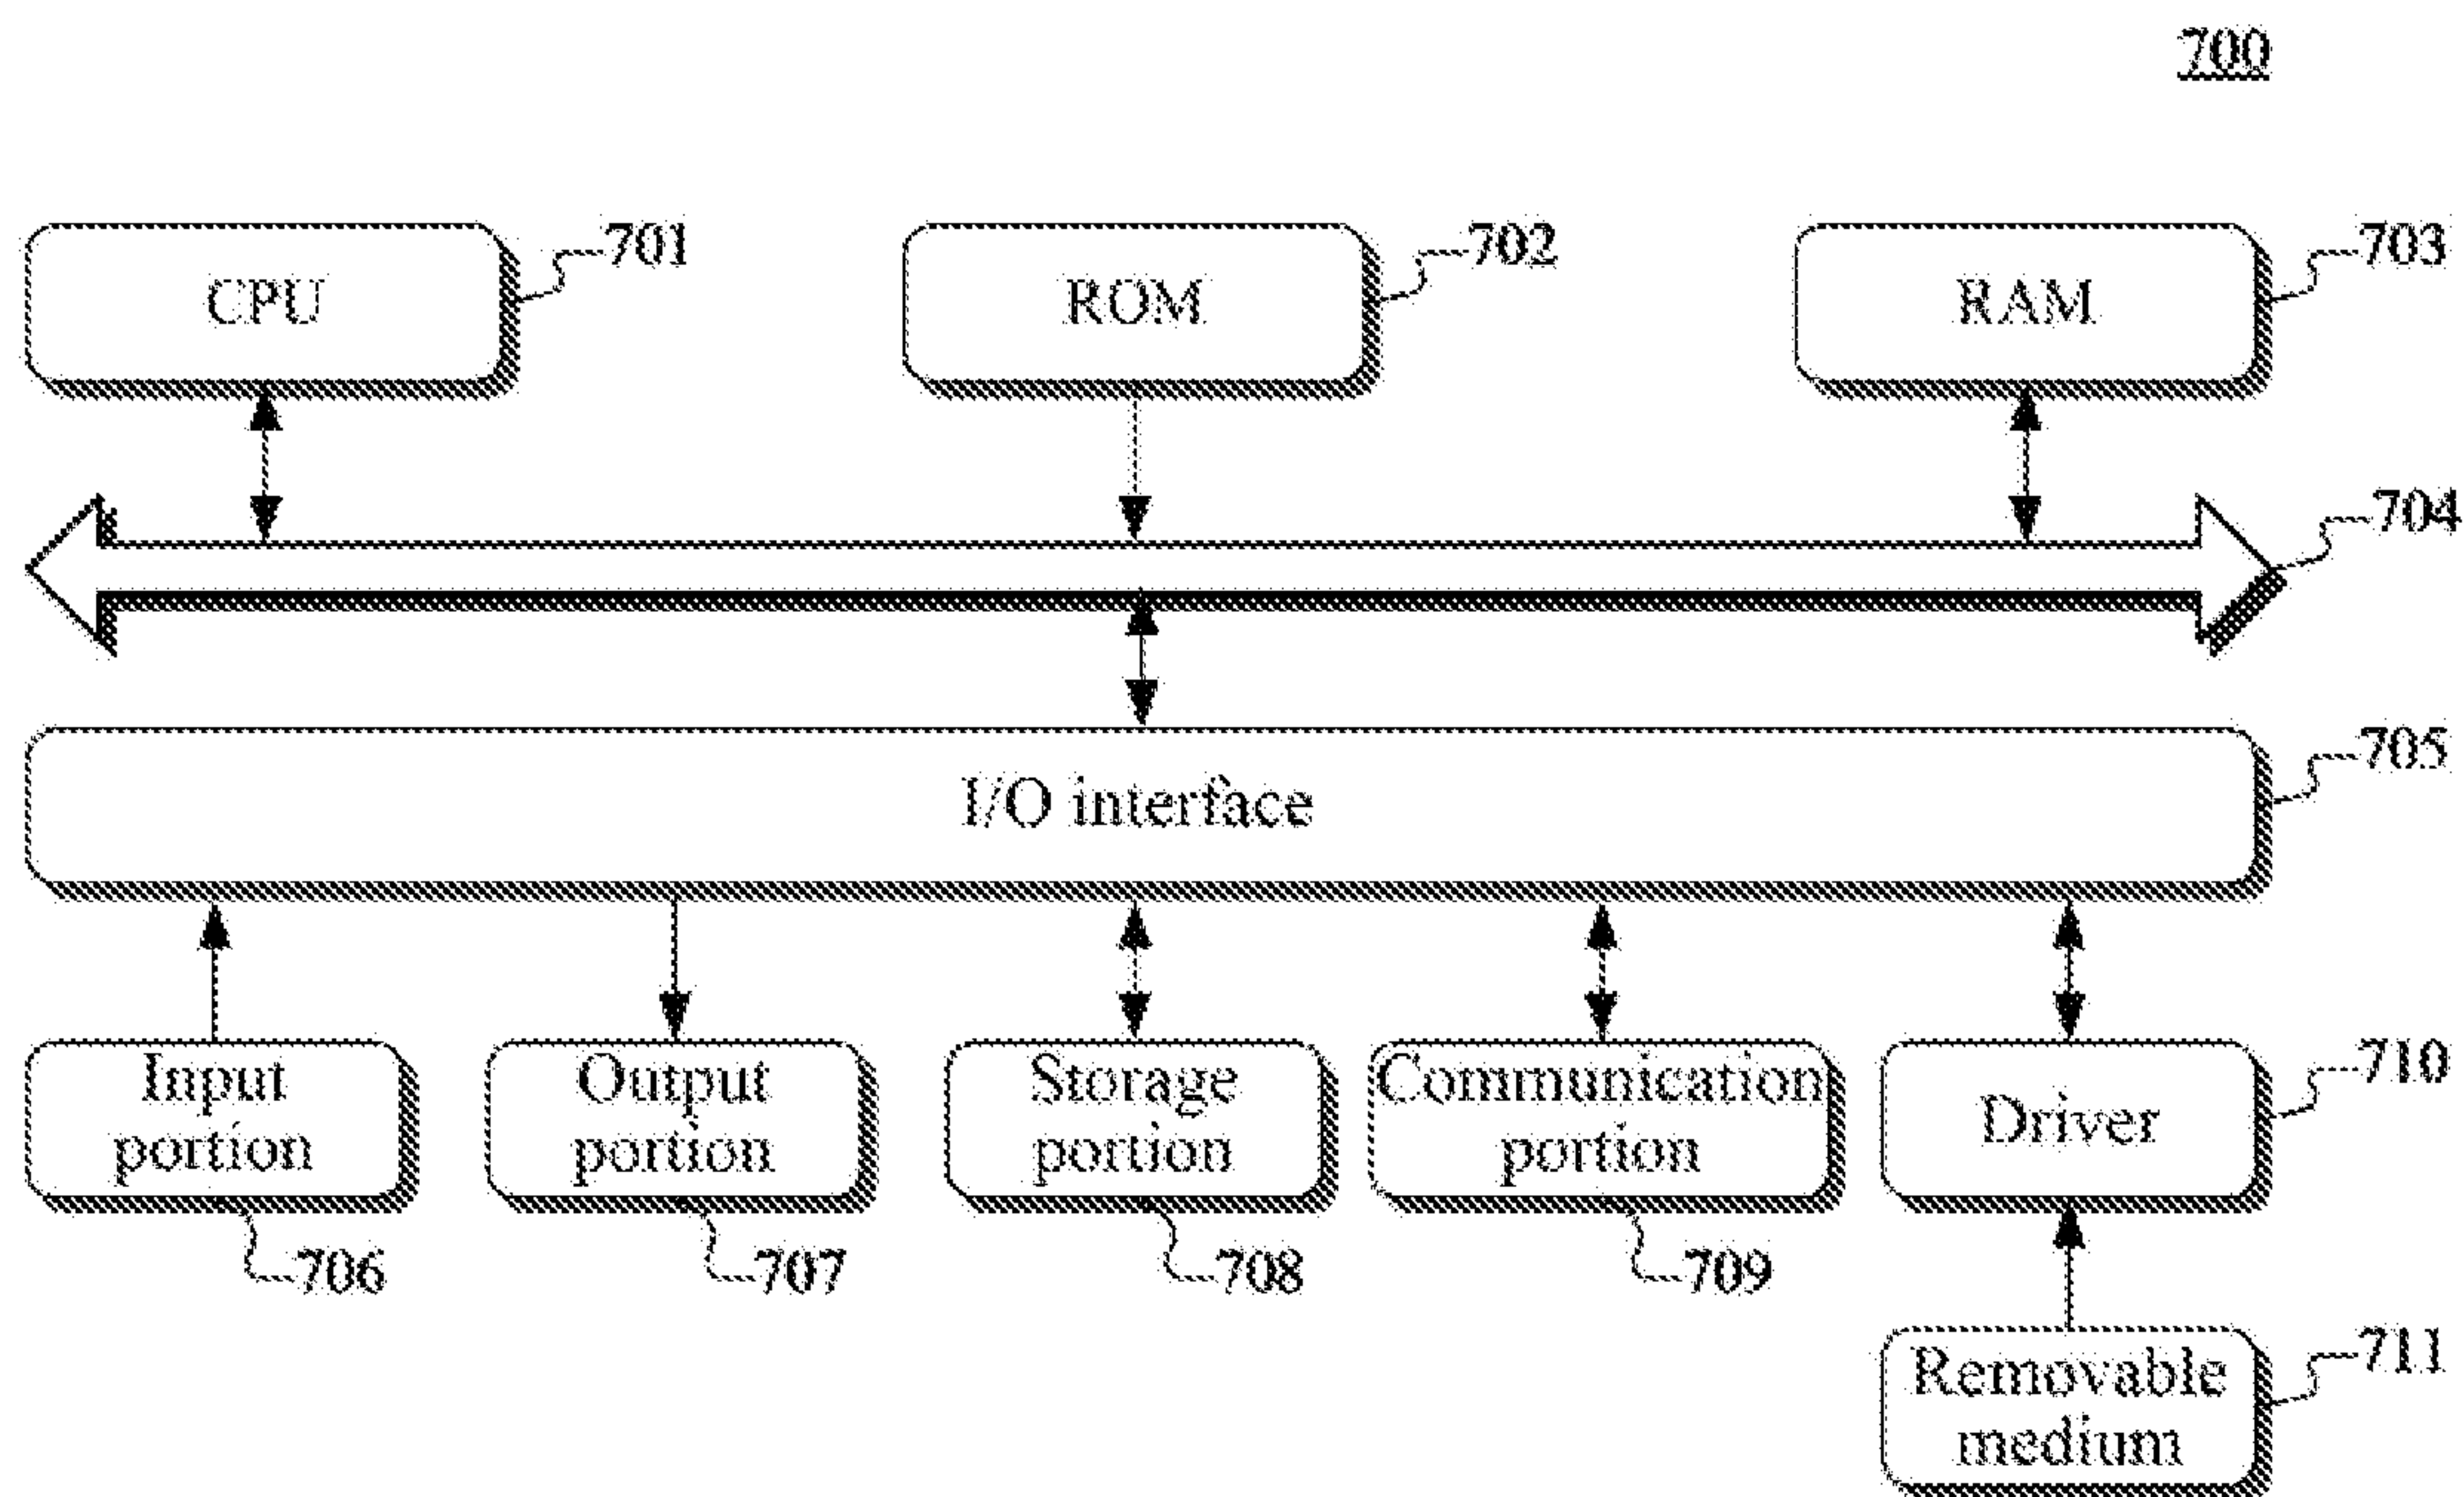 700
CPU
701
ROM
702
RAM
703
704
I/O interface
705
Input
portion
706
Output
portion
707
Storage
portion
708
Communication
portion
709
Driver
710
Removable
medium
711